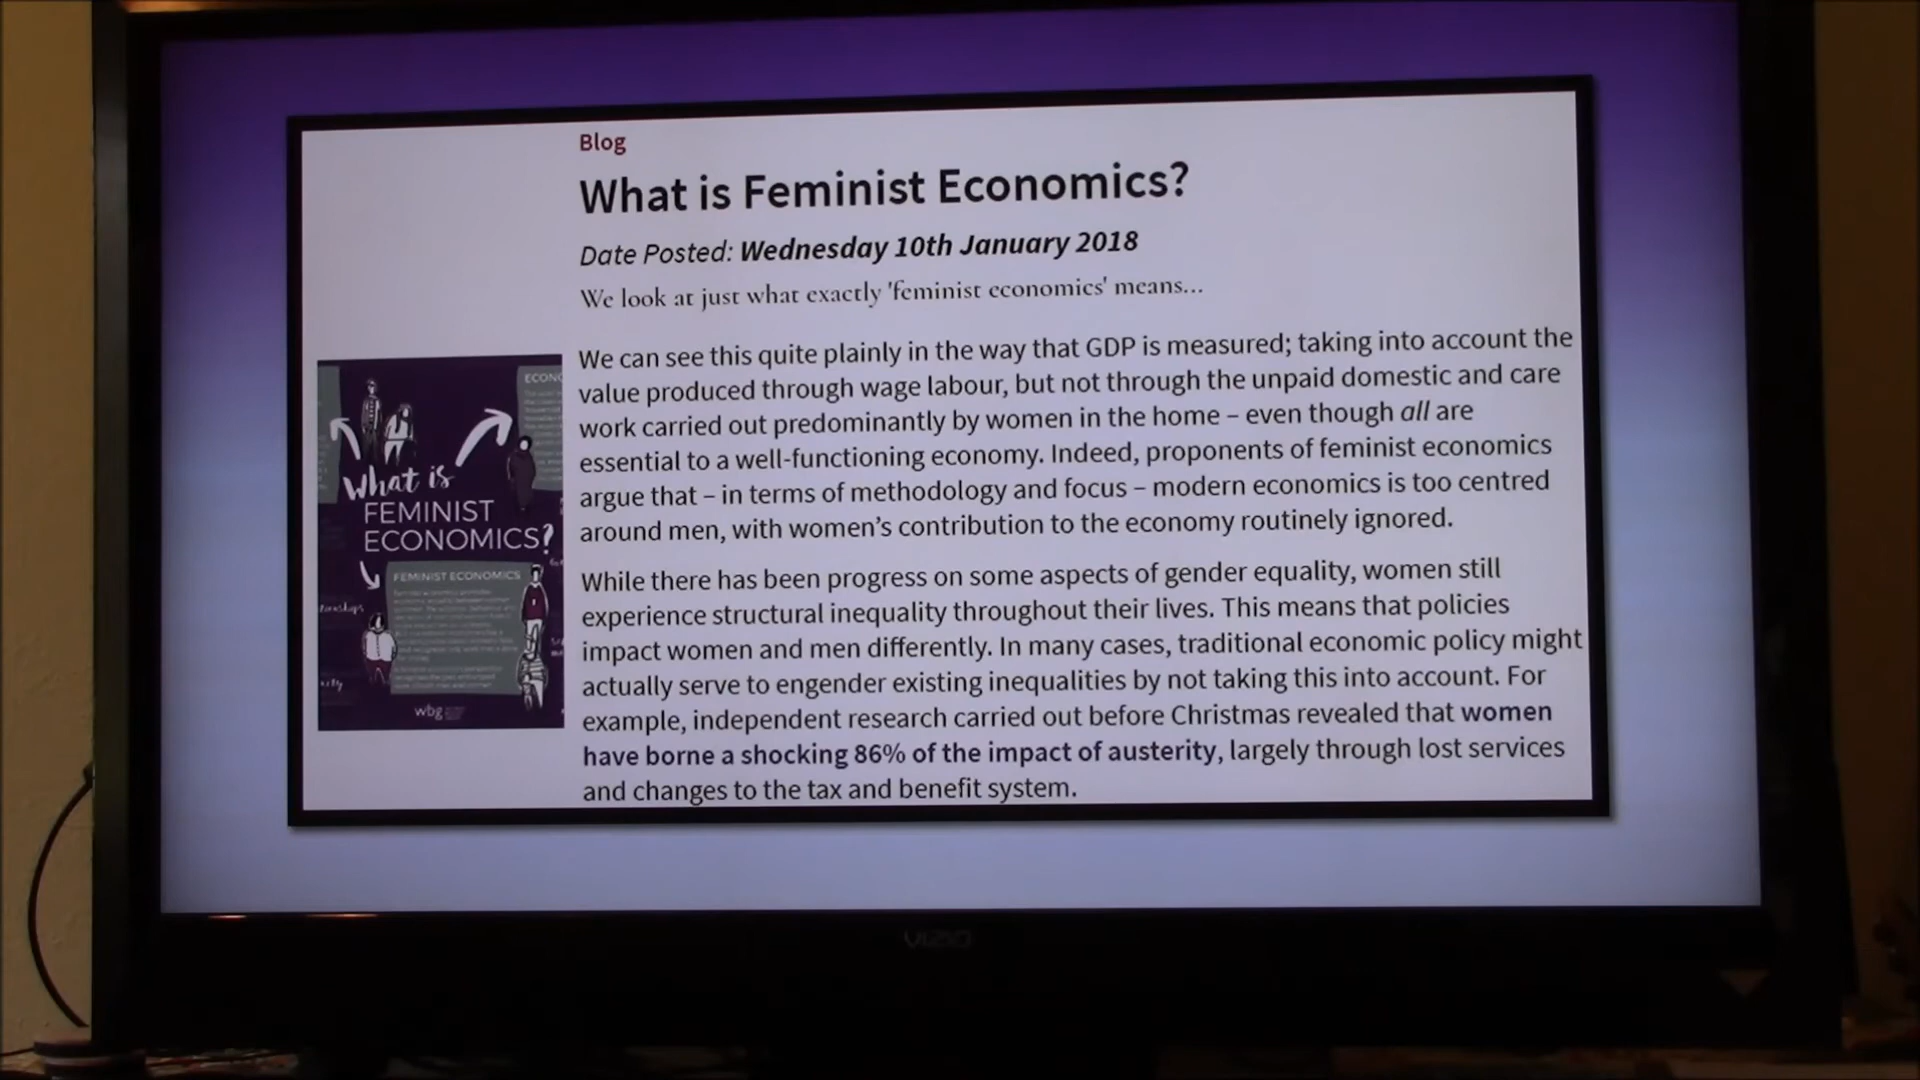 Blog
What is Feminist Economics?
Date Posted: Wednesday 10th January 2018
We look at just what exactly 'feminist economics' means...
We can see this quite plainly in the way that GDP is measured; taking into account the
value produced through wage labour, but not through the unpaid domestic and care
work carried out predominantly by women in the home – even though all are
essential to a well-functioning economy. Indeed, proponents of feminist economics
argue that – in terms of methodology and focus – modern economics is too centred
around men, with women's contribution to the economy routinely ignored.
While there has been progress on some aspects of gender equality, women still
experience structural inequality throughout their lives. This means that policies
impact women and men differently. In many cases, traditional economic policy might
actually serve to engender existing inequalities by not taking this into account. For
example, independent research carried out before Christmas revealed that women
have borne a shocking 86% of the impact of austerity, largely through lost services
and changes to the tax and benefit system.
ECONO
What is
FEMINIST
ECONOMICS?
FEMINIST ECONOMICS
wbg
VIZIO